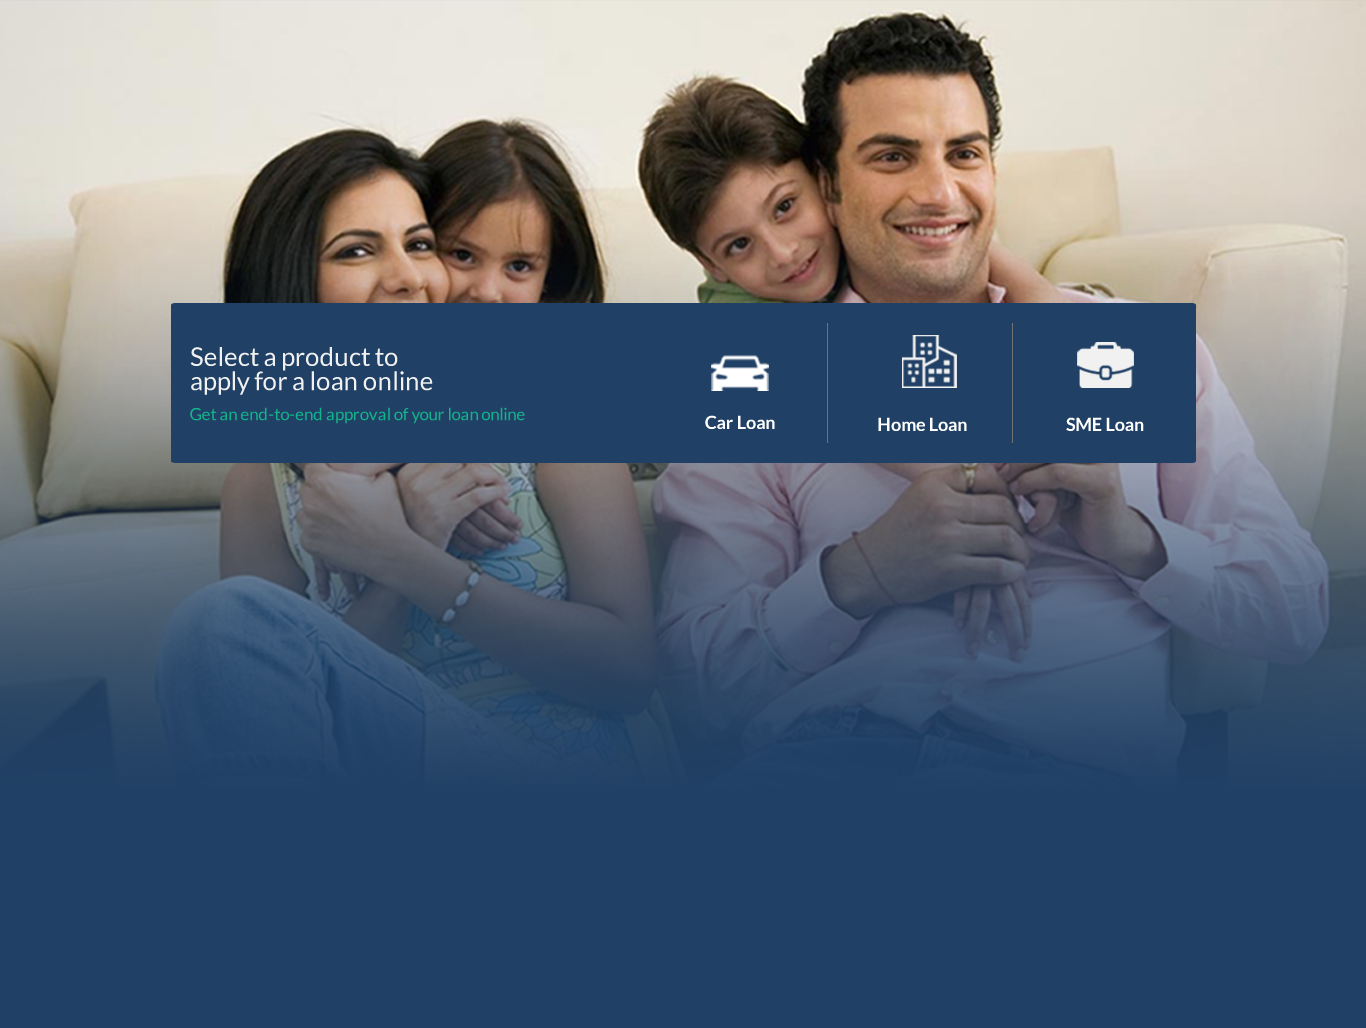 Select a product to
apply for a loan online
Get an end-to-end approval of your loan online
Car Loan
Home Loan
SME Loan